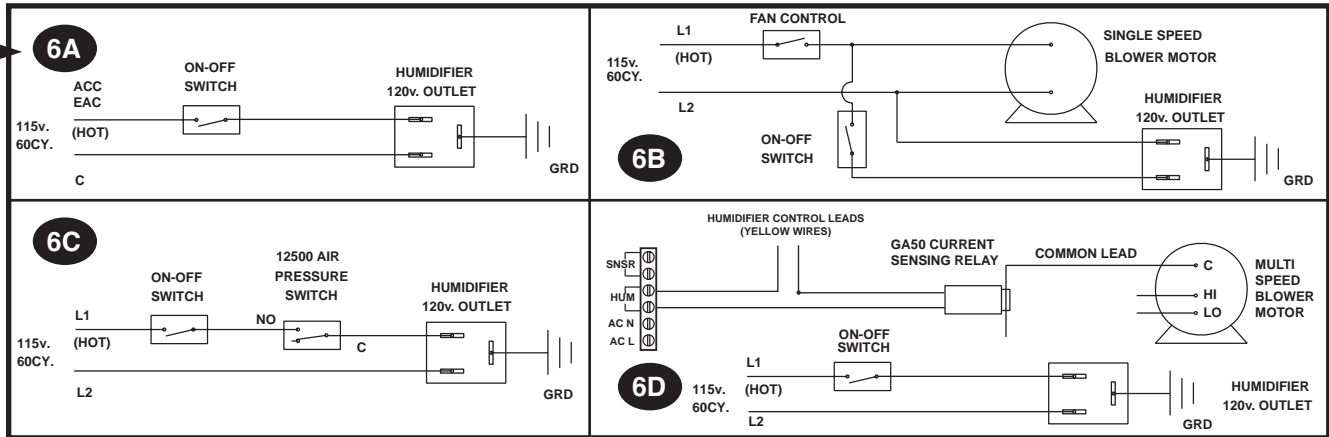 6A
ACC
EAC
115v.
60CY.
(HOT)
C
ON-OFF
SWITCH
HUMIDIFIER
120v. OUTLET
GRD
6B
FAN CONTROL
L1
(HOT)
115v.
60CY.
L2
SINGLE SPEED
BLOWER MOTOR
ON-OFF
SWITCH
HUMIDIFIER
120v. OUTLET
GRD
6C
ON-OFF
SWITCH
12500 AIR
PRESSURE
SWITCH
HUMIDIFIER
120v. OUTLET
L1
NO
115v.
60CY.
(HOT)
C
L2
GRD
6D
HUMIDIFIER CONTROL LEADS
(YELLOW WIRES)
GA50 CURRENT
SENSING RELAY
COMMON LEAD
SNSR
HUM
AC N
AC L
C
HI
LO
MULTI
SPEED
BLOWER
MOTOR
ON-OFF
SWITCH
L1
115v.
60CY.
(HOT)
L2
HUMIDIFIER
120v. OUTLET
GRD